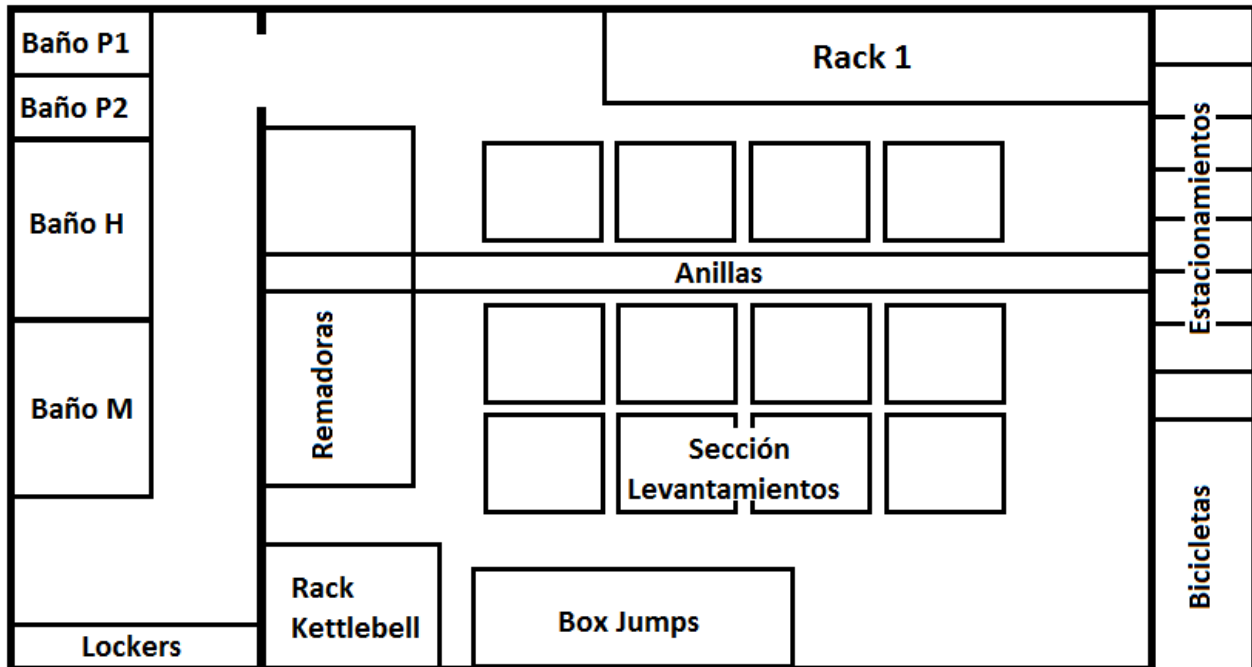 Baño P1
Baño P2
Baño H
Baño M
Lockers
Rack 1
Anillas
Remadoras
Sección
Levantamientos
Rack
Kettlebell
Box Jumps
Estacionamientos
Bicicletas